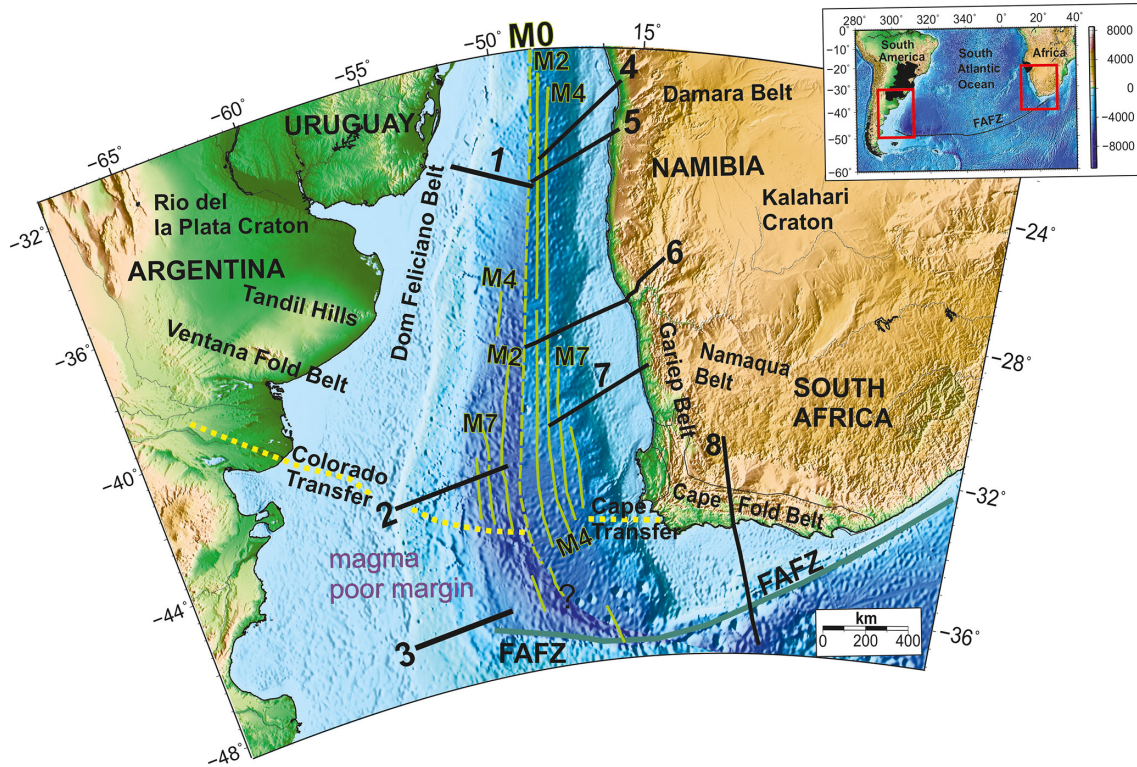 280°
300°
320°
340°
0°
20°
40°
0°
−10°
−20°
−30°
−40°
−50°
−60°
South
America
South
Atlantic
Ocean
Africa
FAFZ
8000
4000
0
−4000
−8000
−50°
M0
15°
−55°
−60°
−65°
M2
M4
4
5
1
Damara Belt
URUGUAY
NAMIBIA
Kalahari
Craton
Rio del
la Plata Craton
−32°
−24°
ARGENTINA
Tandil Hills
Dom Feliciano Belt
6
M4
Ventana Fold Belt
−36°
M2
M7
7
Gariep Belt
Namaqua
Belt
SOUTH
AFRICA
−28°
M7
8
Colorado
Transfer
−40°
2
Cape
Transfer
Cape Fold Belt
−32°
M4
magma
poor margin
?
FAFZ
−44°
3
FAFZ
km
0 200 400
−36°
−48°